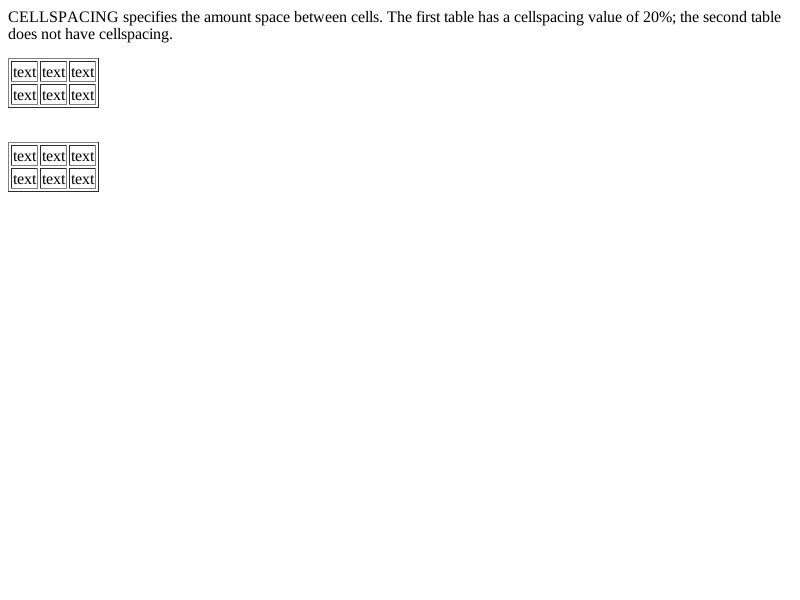 CELLSPACING specifies the amount space between cells. The first table has a cellspacing value of 20%; the second table
does not have cellspacing.
text text text
text text text
text text text
text text text